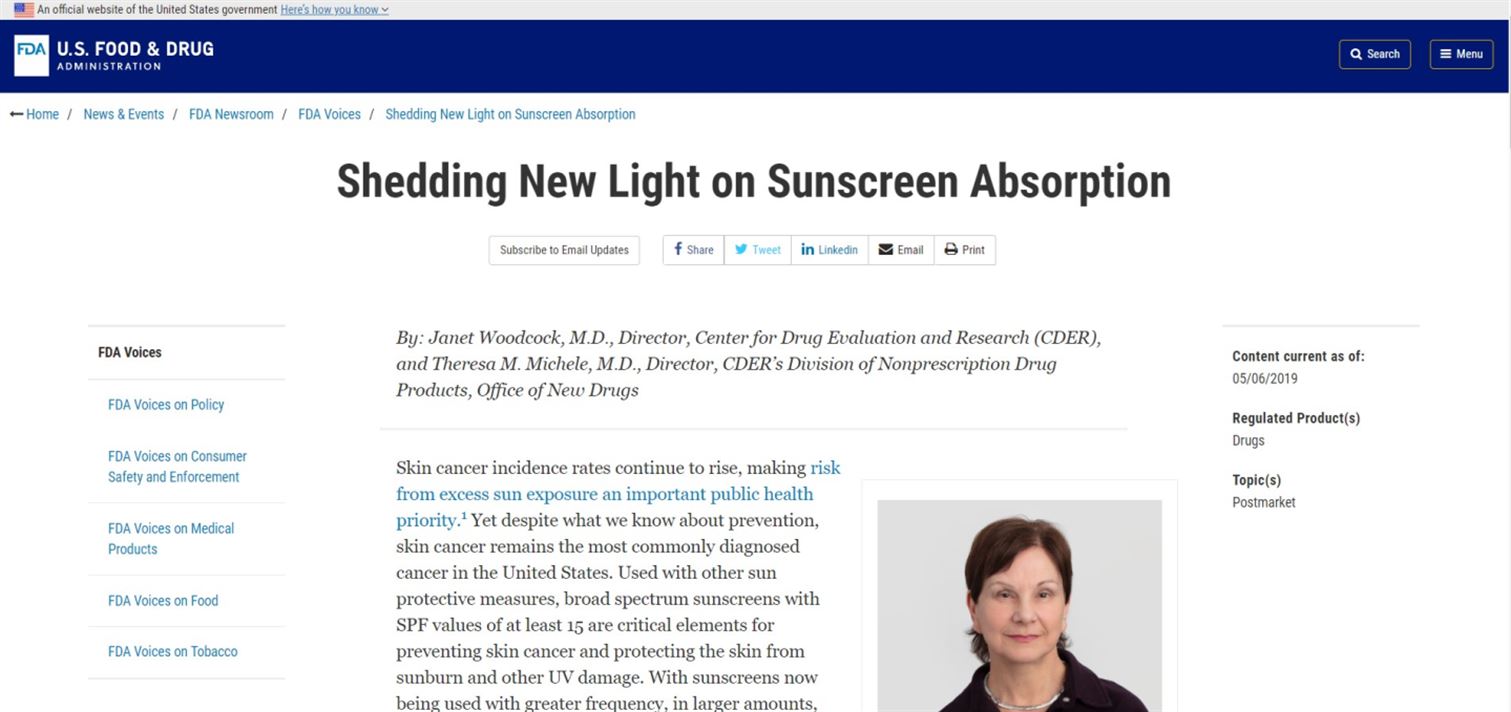 An official website of the United States government Here's how you know
FDA U.S. FOOD & DRUG
ADMINISTRATION
Search
Menu
Home / News & Events / FDA Newsroom / FDA Voices / Shedding New Light on Sunscreen Absorption
Shedding New Light on Sunscreen Absorption
Subscribe to Email Updates
Share
Tweet
Linkedin
Email
Print
FDA Voices
FDA Voices on Policy
FDA Voices on Consumer
Safety and Enforcement
FDA Voices on Medical
Products
FDA Voices on Food
FDA Voices on Tobacco
By: Janet Woodcock, M.D., Director, Center for Drug Evaluation and Research (CDER),
and Theresa M. Michele, M.D., Director, CDER's Division of Nonprescription Drug
Products, Office of New Drugs
Skin cancer incidence rates continue to rise, making risk
from excess sun exposure an important public health
priority.¹ Yet despite what we know about prevention,
skin cancer remains the most commonly diagnosed
cancer in the United States. Used with other sun
protective measures, broad spectrum sunscreens with
SPF values of at least 15 are critical elements for
preventing skin cancer and protecting the skin from
sunburn and other UV damage. With sunscreens now
being used with greater frequency, in larger amounts,
Content current as of:
05/06/2019
Regulated Product(s)
Drugs
Topic(s)
Postmarket